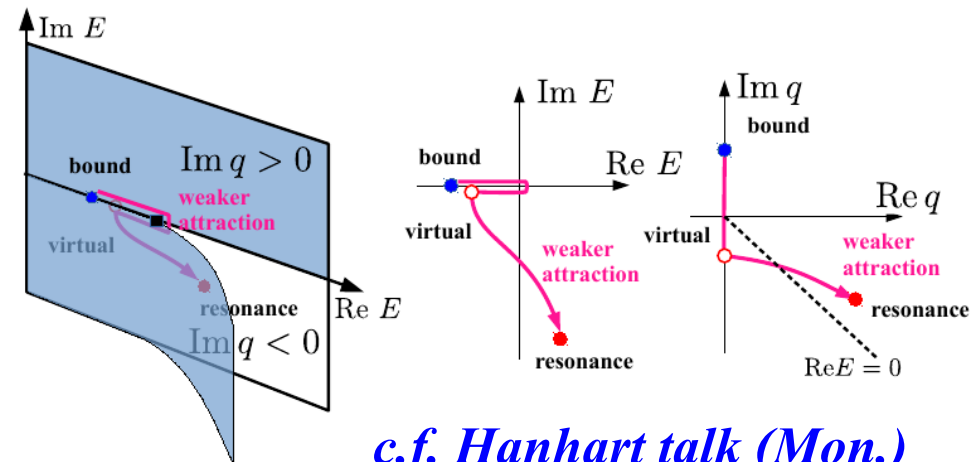 Im E
bound
Im q > 0
weaker
attraction
virtual
resonance
Re E
Im q < 0
Im E
bound
Re E
virtual
weaker
attraction
resonance
Im q
bound
Re q
virtual
weaker
attraction
resonance
ReE = 0
c.f. Hanhart talk (Mon.)